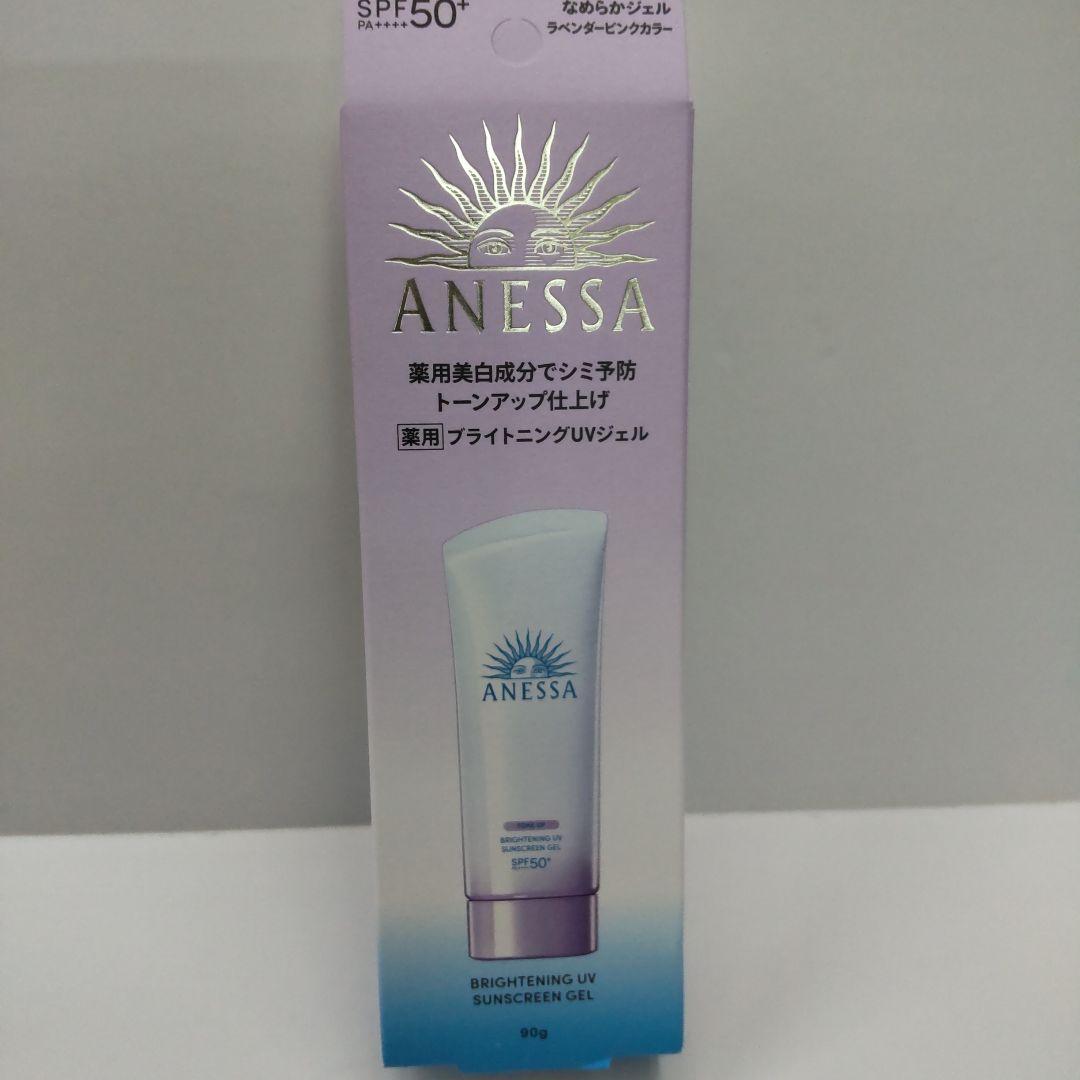 SPF50+
PA++++
なめらかジェル
ラベンダーピンクカラー
ANESSA
薬用美白成分でシミ予防
トーンアップ仕上げ
薬用 ブライトニングUVジェル
ANESSA
TONE UP
BRIGHTENING UV
SUNSCREEN GEL
SPF50+
PA++++
BRIGHTENING UV
SUNSCREEN GEL
90g